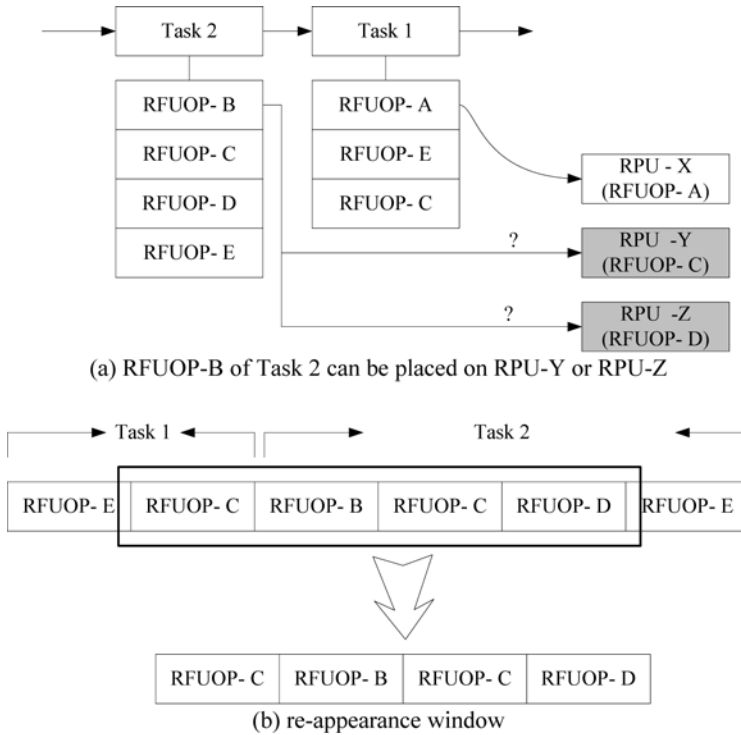 Task 2
Task 1
RFUOP- B
RFUOP- C
RFUOP- D
RFUOP- E
RFUOP- A
RFUOP- E
RFUOP- C
RPU - X
(RFUOP- A)
?
RPU -Y
(RFUOP- C)
?
RPU -Z
(RFUOP- D)
(a) RFUOP-B of Task 2 can be placed on RPU-Y or RPU-Z
Task 1 Task 2
RFUOP- E RFUOP- C RFUOP- B RFUOP- C RFUOP- D RFUOP- E
RFUOP- C RFUOP- B RFUOP- C RFUOP- D
(b) re-appearance window